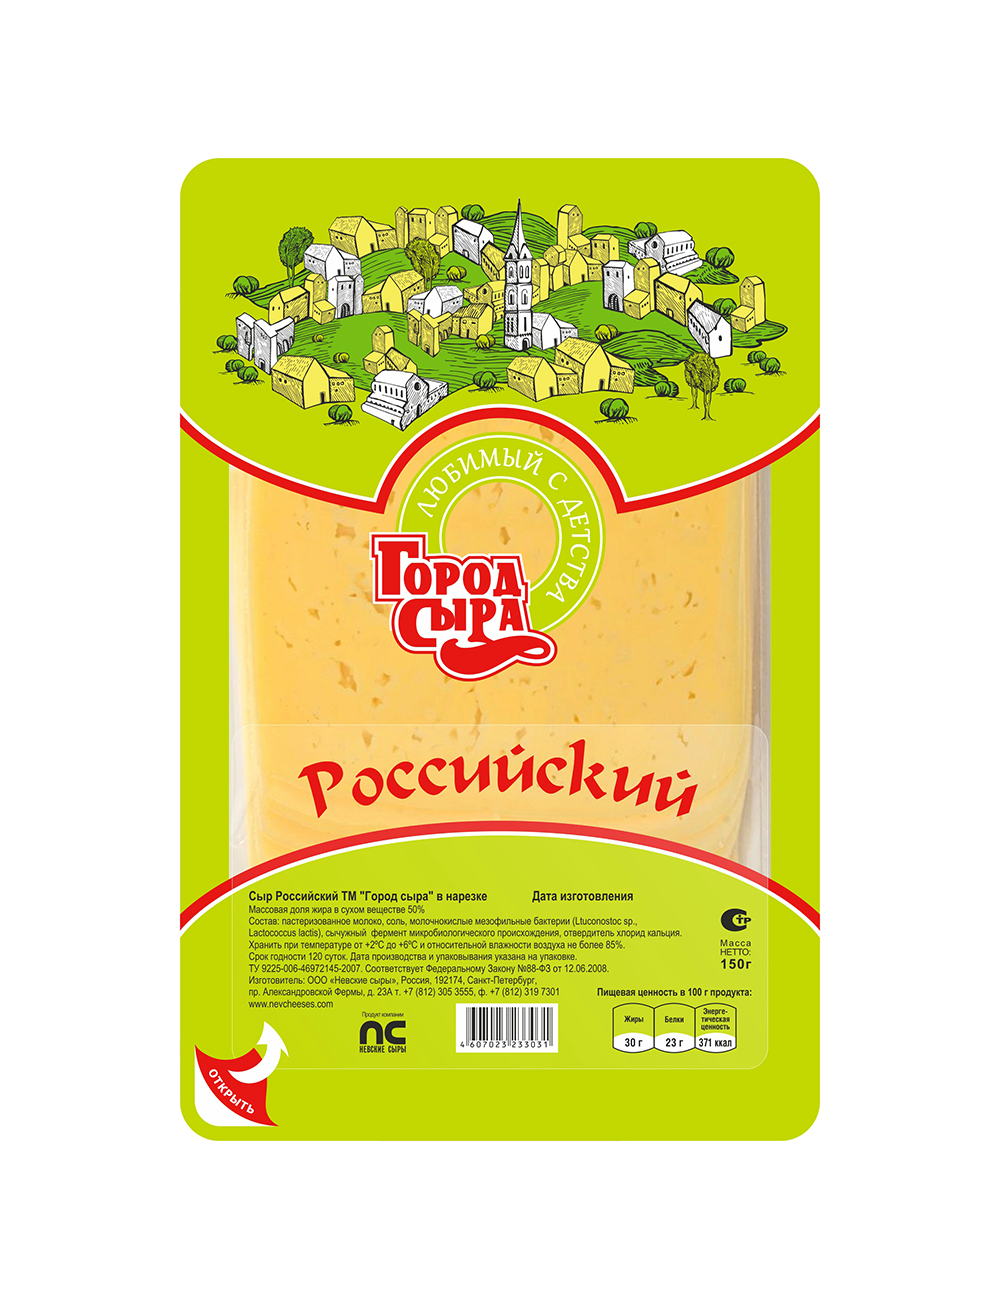 ЛЮБИМЫЙ С ДЕТСТВА
ГОРОД
СЫРА
Российский
Сыр Российский ТМ "Город сыра" в нарезке
Дата изготовления
Массовая доля жира в сухом веществе 50%
Состав: пастеризованное молоко, соль, молочнокислые мезофильные бактерии (Ltuconostoc sp.,
Lactococcus lactis), сычужный фермент микробиологического происхождения, отвердитель хлорид кальция.
Хранить при температуре от +2ºС до +6ºС и относительной влажности воздуха не более 85%.
Срок годности 120 суток. Дата производства и упаковывания указана на упаковке.
ТУ 9225-006-46972145-2007. Соответствует Федеральному Закону №88-ФЗ от 12.06.2008.
Изготовитель: ООО «Невские сыры», Россия, 192174, Санкт-Петербург,
пр. Александровской Фермы, д. 23А т. +7 (812) 305 3555, ф. +7 (812) 319 7301
www.nevcheeses.com
СТР
Масса
НЕТТО:
150г
Пищевая ценность в 100 г продукта:
Жиры
30 г
Белки
23 г
Энерге-
тическая
ценность
371 ккал
Продукт компании
nc
НЕВСКИЕ СЫРЫ
4 607023 233031
ОТКРЫТЬ